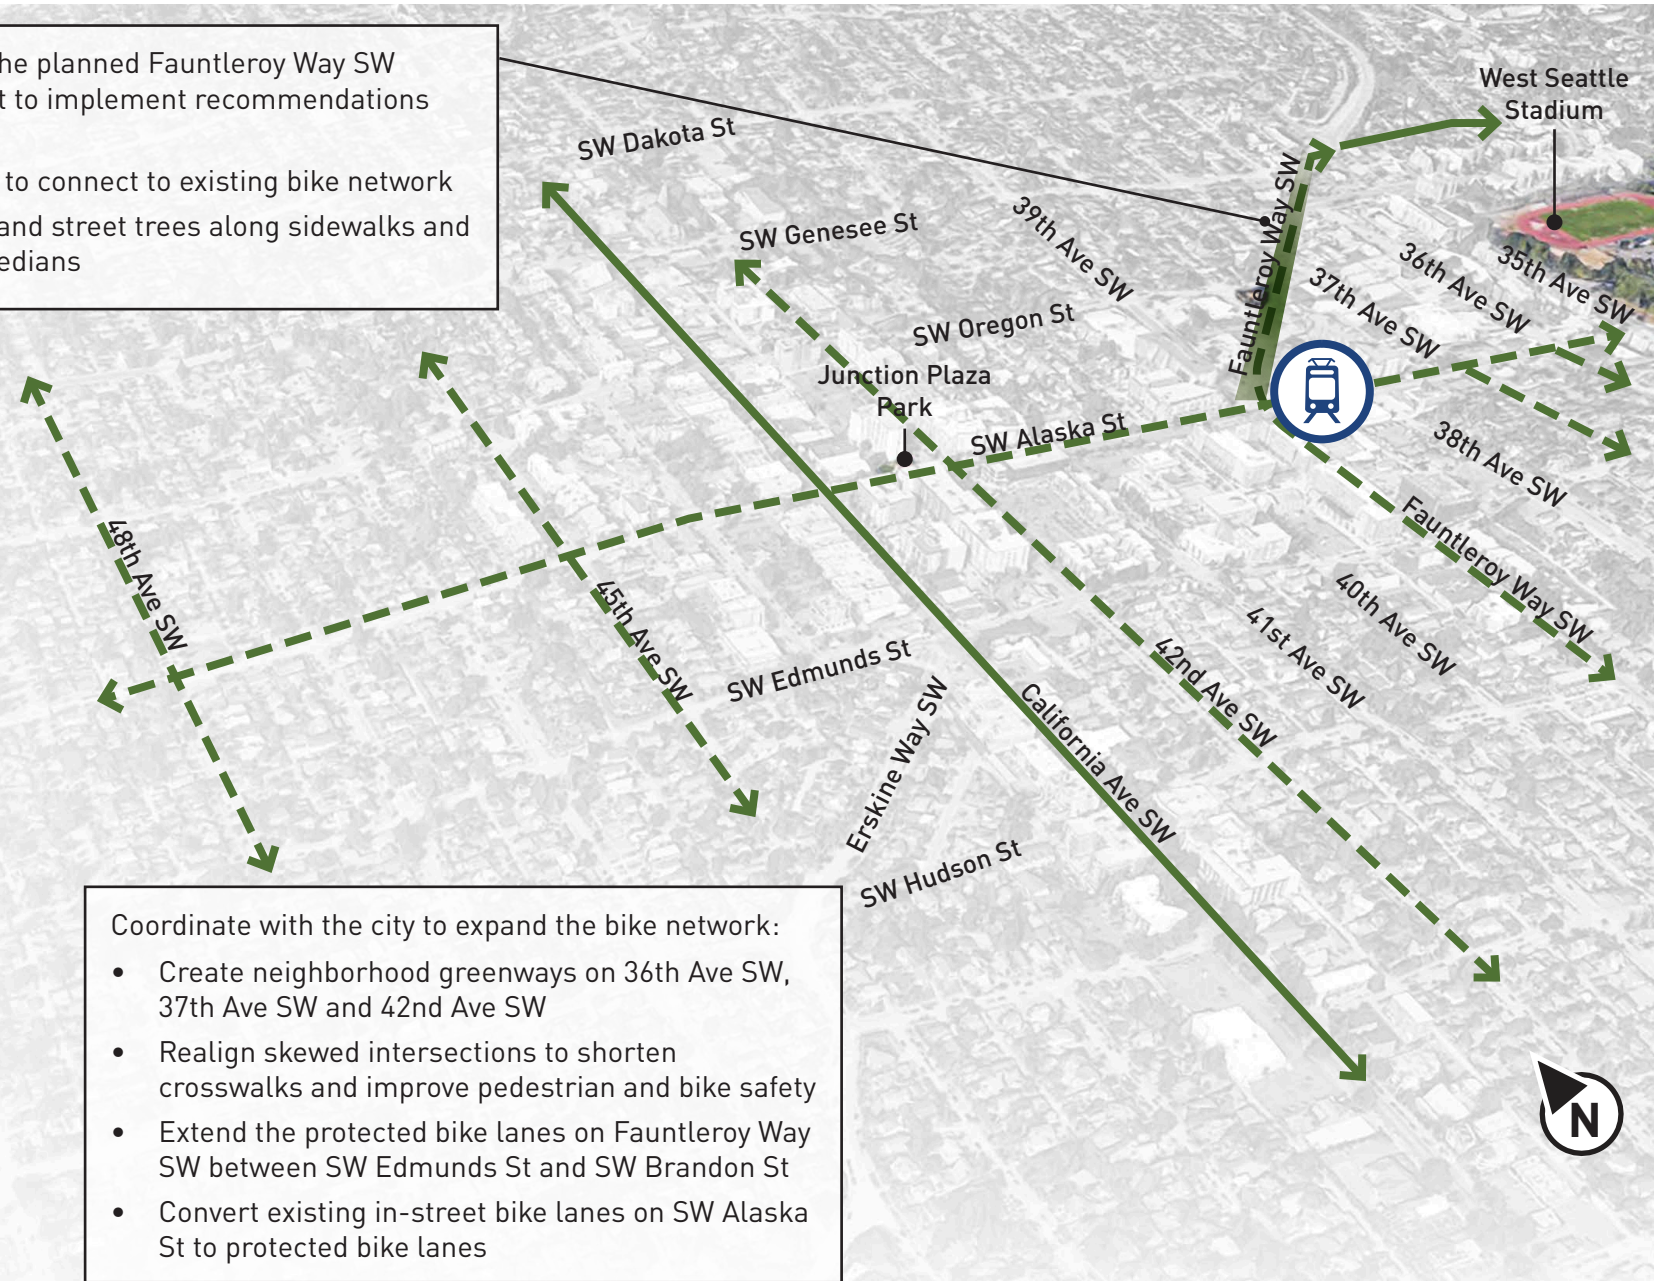 he planned Fauntleroy Way SW
t to implement recommendations
to connect to existing bike network
and street trees along sidewalks and
edians
West Seattle
Stadium
SW Dakota St
SW Genesee St
39th Ave SW
Fauntleroy Way SW
36th Ave SW
35th Ave SW
37th Ave SW
SW Oregon St
Junction Plaza
Park
SW Alaska St
38th Ave SW
Fauntleroy Way SW
48th Ave SW
45th Ave SW
40th Ave SW
41st Ave SW
42nd Ave SW
SW Edmunds St
Erskine Way SW
California Ave SW
SW Hudson St
Coordinate with the city to expand the bike network:
• Create neighborhood greenways on 36th Ave SW,
37th Ave SW and 42nd Ave SW
• Realign skewed intersections to shorten
crosswalks and improve pedestrian and bike safety
• Extend the protected bike lanes on Fauntleroy Way
SW between SW Edmunds St and SW Brandon St
• Convert existing in-street bike lanes on SW Alaska
St to protected bike lanes
N